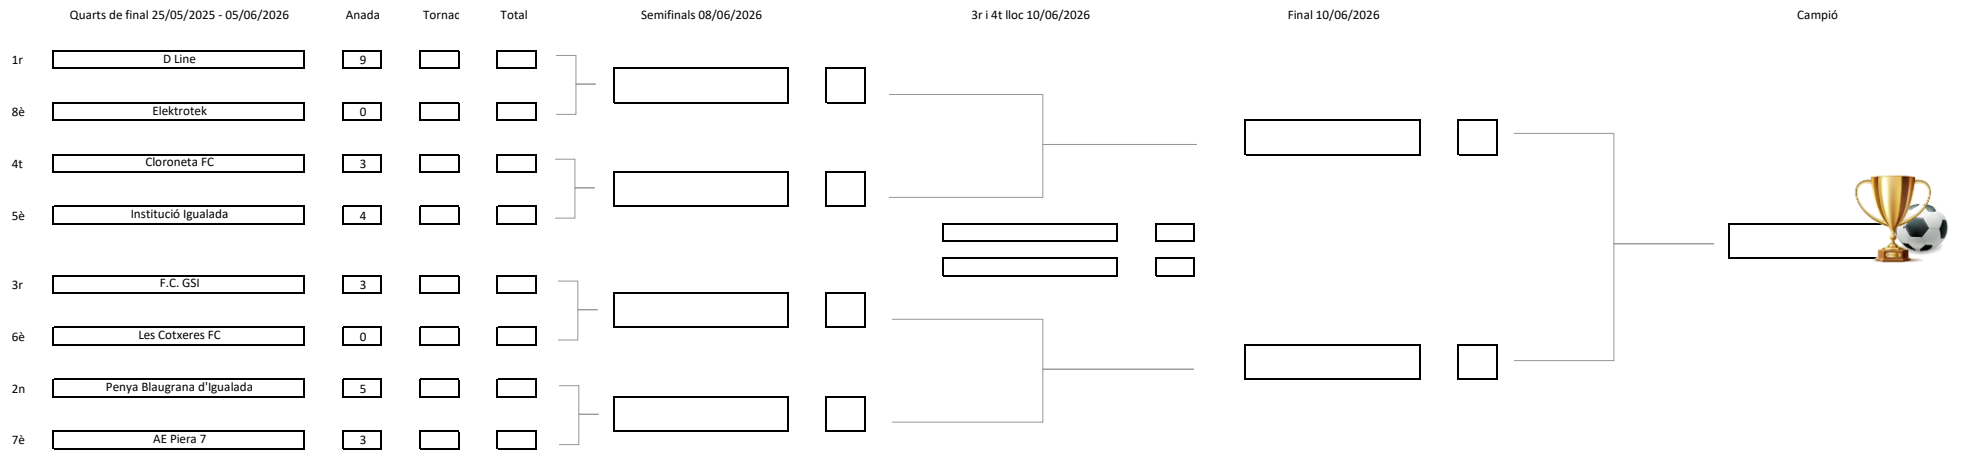 Quarts de final 25/05/2025 - 05/06/2026 Anada Tornac Total Semifinals 08/06/2026 3r i 4t lloc 10/06/2026 Final 10/06/2026 Campió
1r D Line 9
8è Elektrotek 0
4t Cloroneta FC 3
5è Institució Igualada 4
3r F.C. GSI 3
6è Les Cotxeres FC 0
2n Penya Blaugrana d'Igualada 5
7è AE Piera 7 3